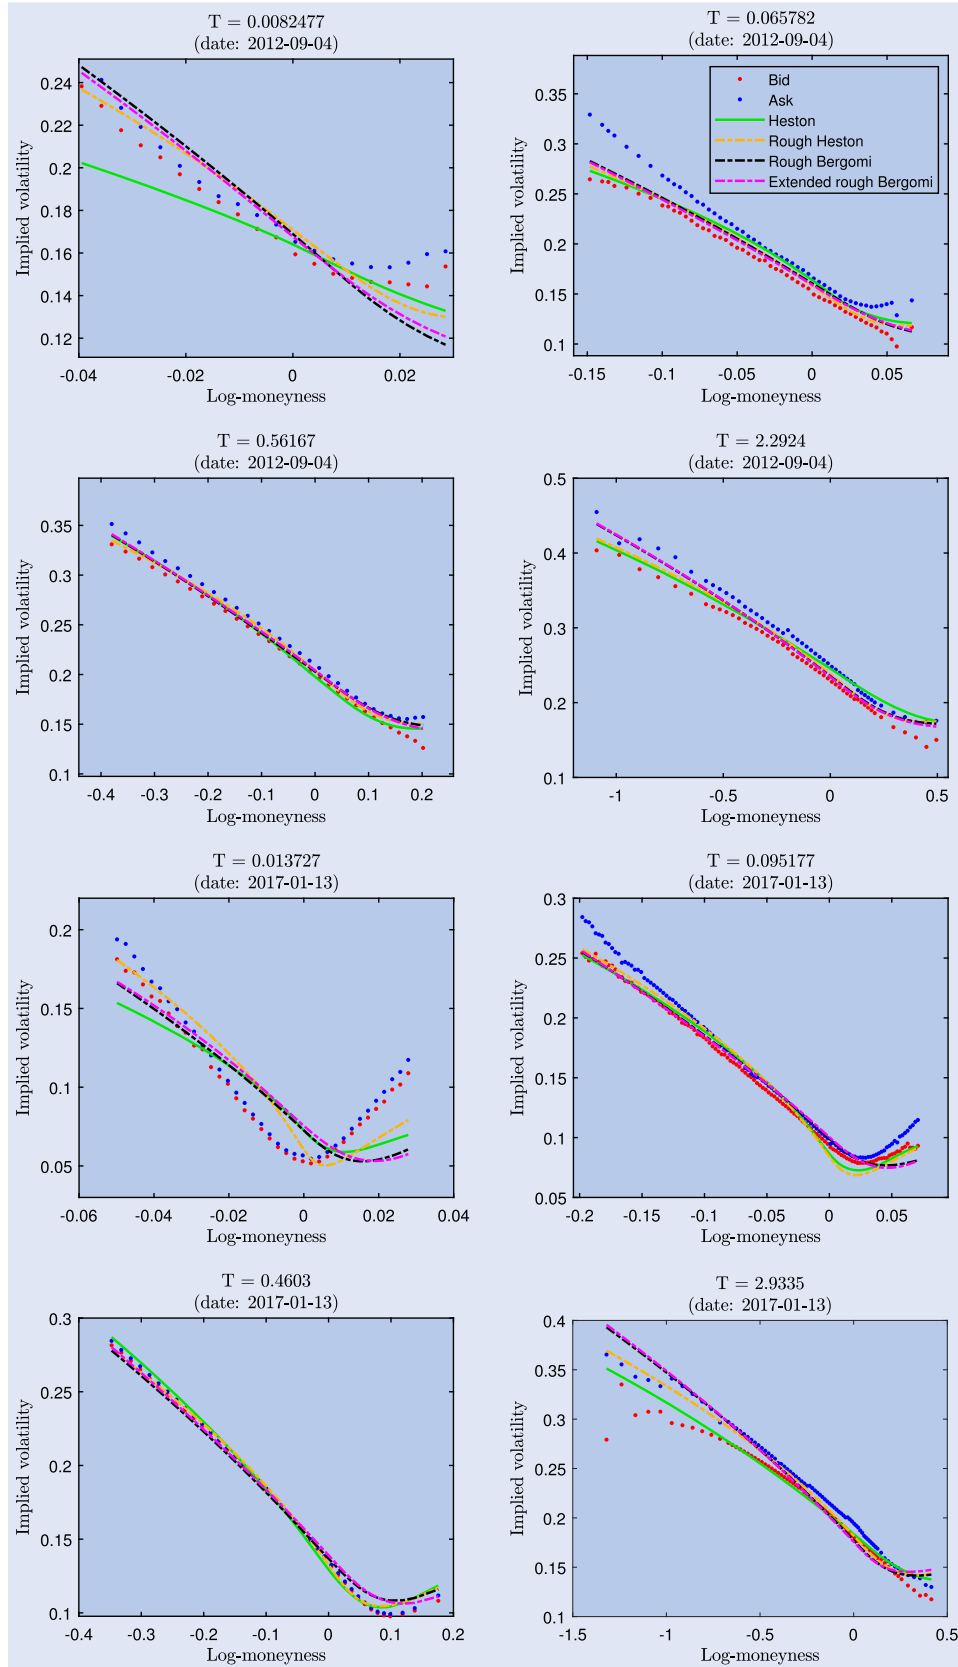 T = 0.0082477
(date: 2012-09-04)
0.24
0.22
0.2
0.18
0.16
0.14
0.12
Implied volatility
-0.04
-0.02
0
0.02
Log-moneyness
T = 0.065782
(date: 2012-09-04)
0.35
0.3
0.25
0.2
0.15
0.1
Implied volatility
Bid
Ask
Heston
Rough Heston
Rough Bergomi
Extended rough Bergomi
-0.15
-0.1
-0.05
0
0.05
Log-moneyness
T = 0.56167
(date: 2012-09-04)
0.35
0.3
0.25
0.2
0.15
0.1
Implied volatility
-0.4
-0.3
-0.2
-0.1
0
0.1
0.2
Log-moneyness
T = 2.2924
(date: 2012-09-04)
0.5
0.4
0.3
0.2
0.1
Implied volatility
-1
-0.5
0
0.5
Log-moneyness
T = 0.013727
(date: 2017-01-13)
0.2
0.15
0.1
0.05
Implied volatility
-0.06
-0.04
-0.02
0
0.02
0.04
Log-moneyness
T = 0.095177
(date: 2017-01-13)
0.3
0.25
0.2
0.15
0.1
0.05
Implied volatility
-0.2
-0.15
-0.1
-0.05
0
0.05
Log-moneyness
T = 0.4603
(date: 2017-01-13)
0.3
0.25
0.2
0.15
0.1
Implied volatility
-0.4
-0.3
-0.2
-0.1
0
0.1
0.2
Log-moneyness
T = 2.9335
(date: 2017-01-13)
0.4
0.35
0.3
0.25
0.2
0.15
0.1
Implied volatility
-1.5
-1
-0.5
0
0.5
Log-moneyness